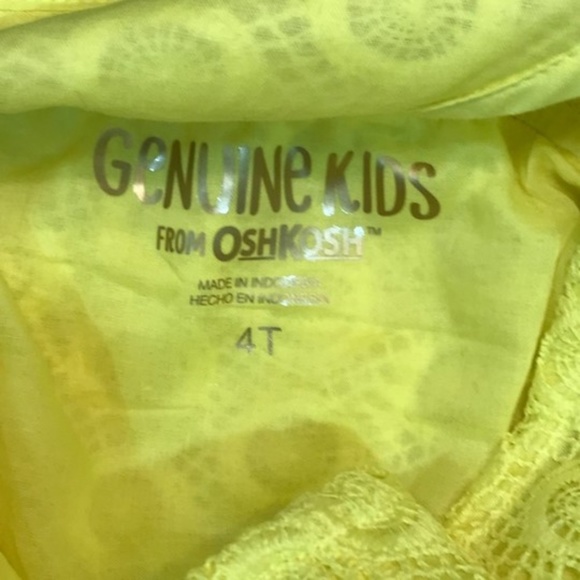 GENUINE KIDS
FROM OSHKOSH™
MADE IN INDONESIA
HECHO EN INDONESIA
4T